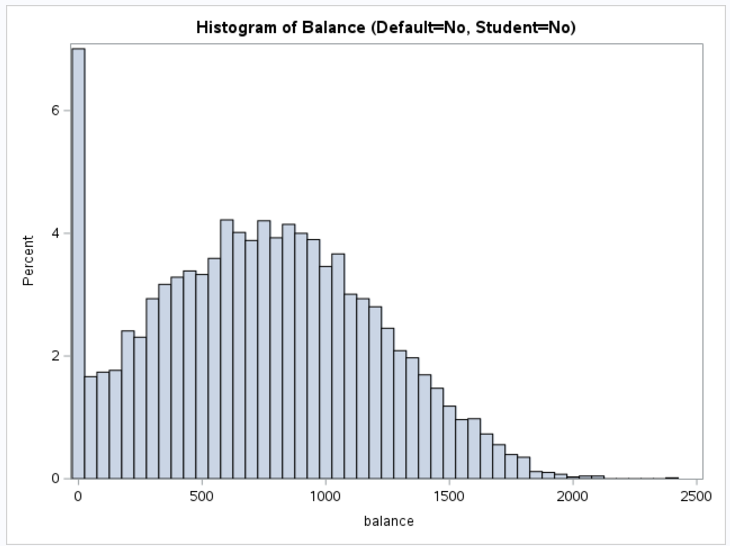 Histogram of Balance (Default=No, Student=No)
6
4
2
0
Percent
0 500 1000 1500 2000 2500
balance